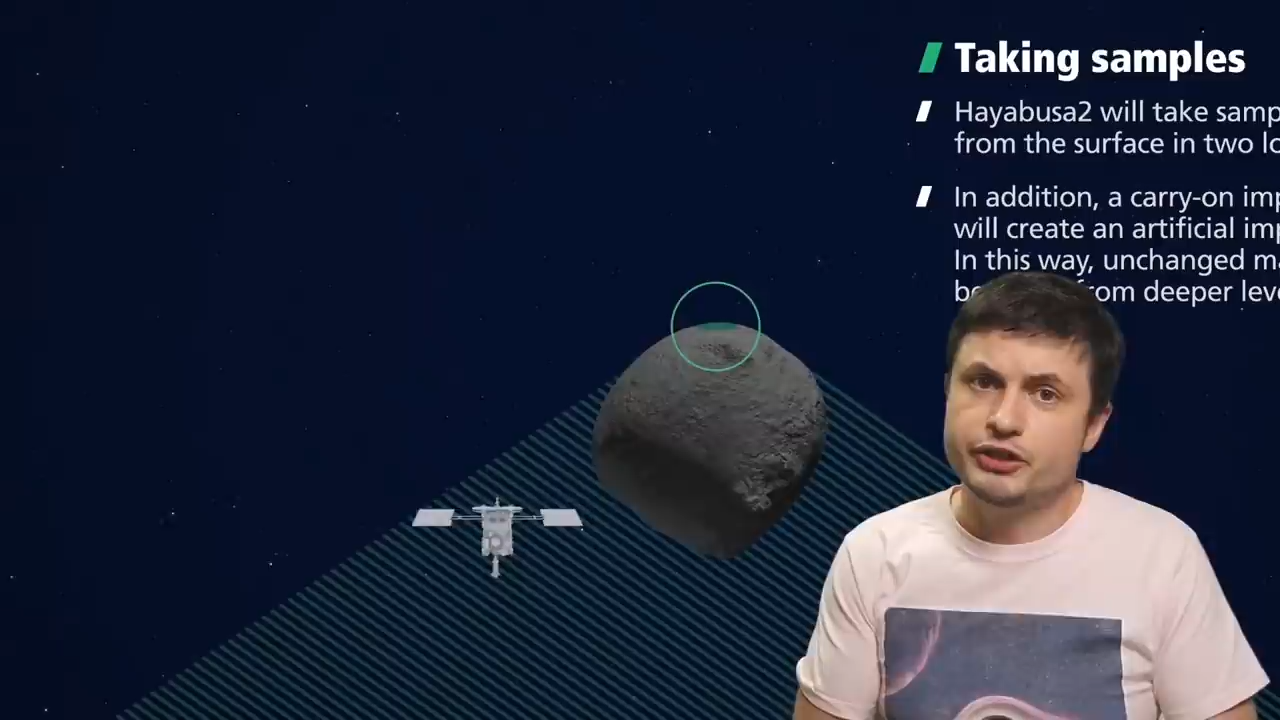 Taking samples
Hayabusa2 will take samp
from the surface in two lo
In addition, a carry-on imp
will create an artificial imp
In this way, unchanged ma
from deeper leve